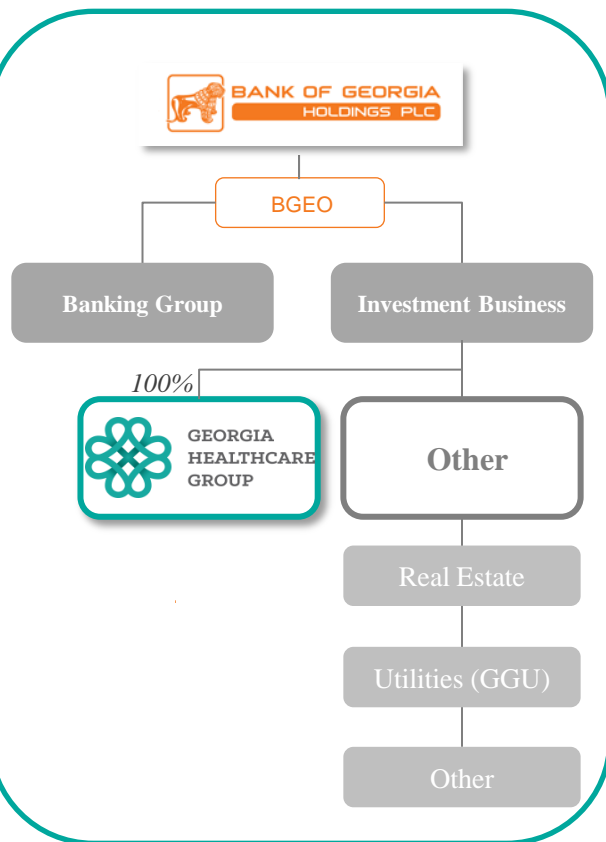 BANK OF GEORGIA
HOLDINGS PLC
BGEO
Banking Group
Investment Business
100%
GEORGIA
HEALTHCARE
GROUP
Other
Real Estate
Utilities (GGU)
Other